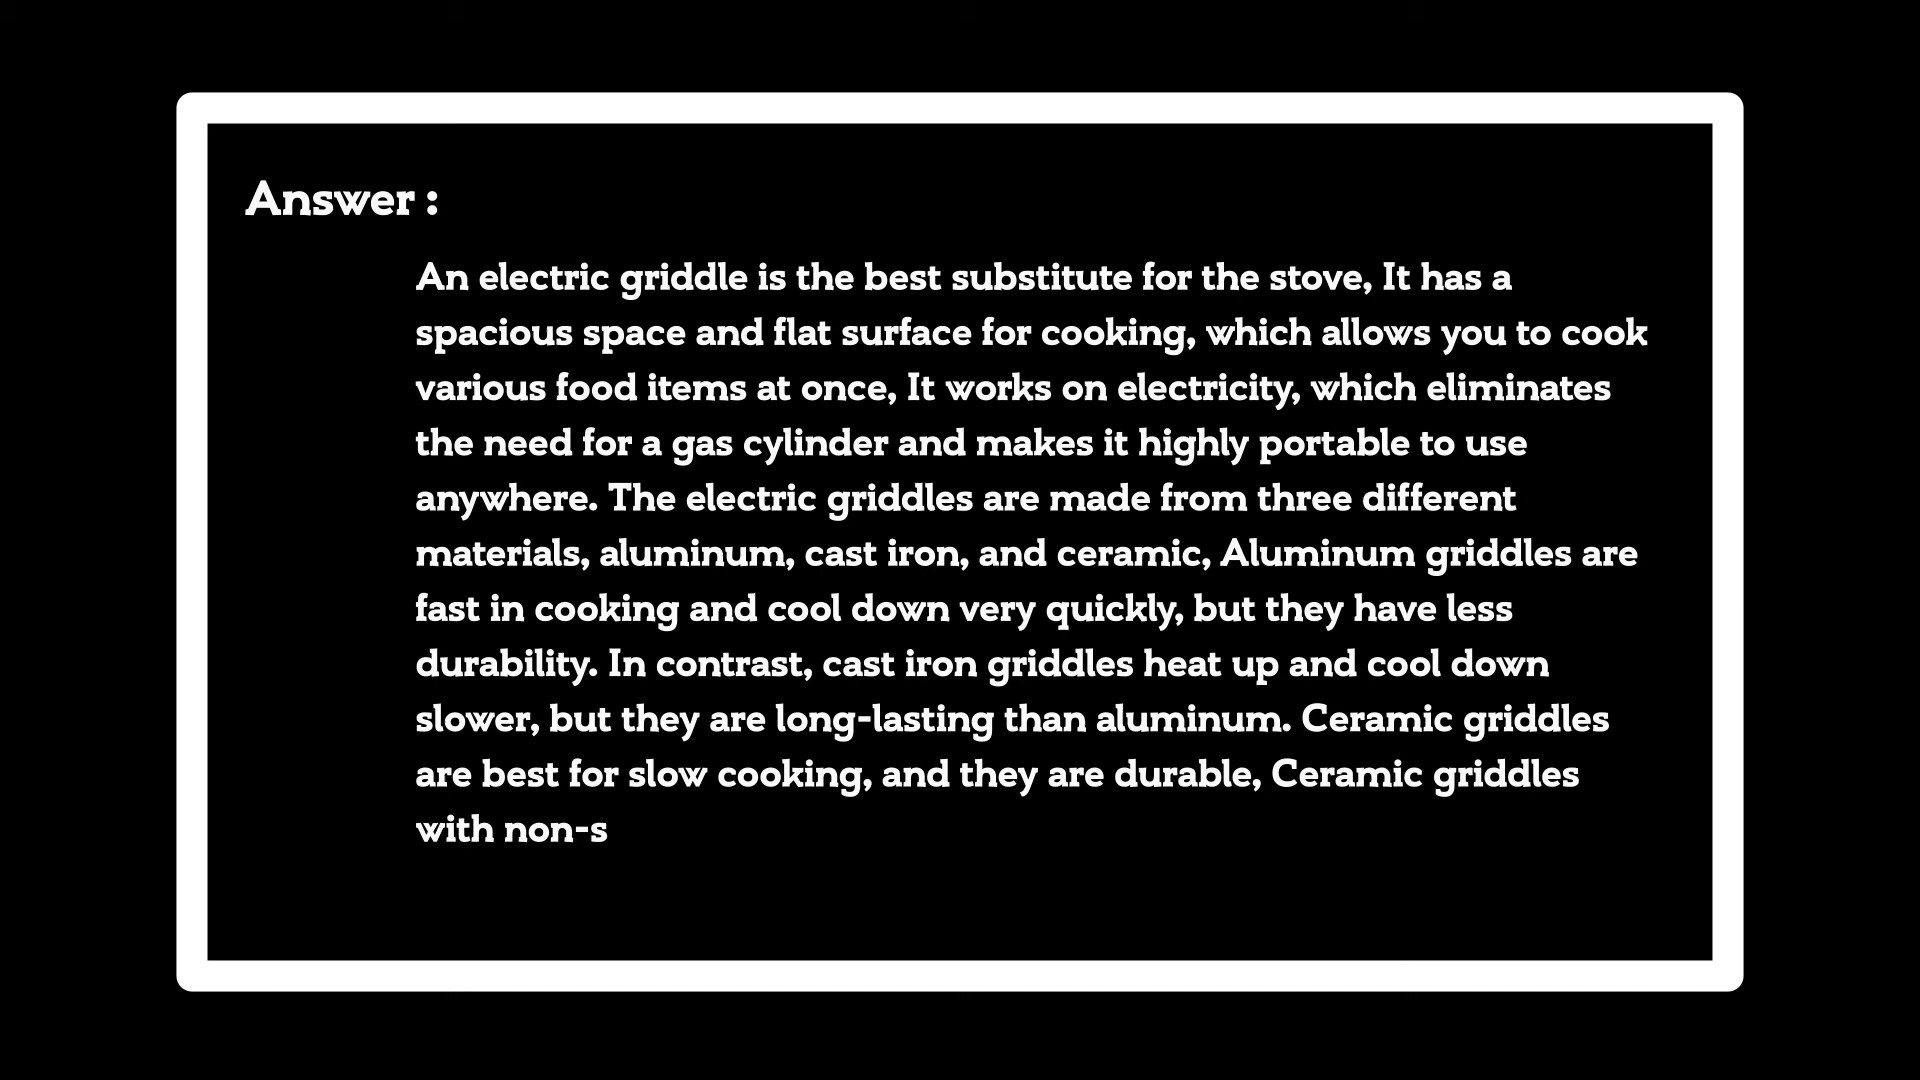 Answer :
An electric griddle is the best substitute for the stove, It has a
spacious space and flat surface for cooking, which allows you to cook
various food items at once, It works on electricity, which eliminates
the need for a gas cylinder and makes it highly portable to use
anywhere. The electric griddles are made from three different
materials, aluminum, cast iron, and ceramic, Aluminum griddles are
fast in cooking and cool down very quickly, but they have less
durability. In contrast, cast iron griddles heat up and cool down
slower, but they are long-lasting than aluminum. Ceramic griddles
are best for slow cooking, and they are durable, Ceramic griddles
with non-s